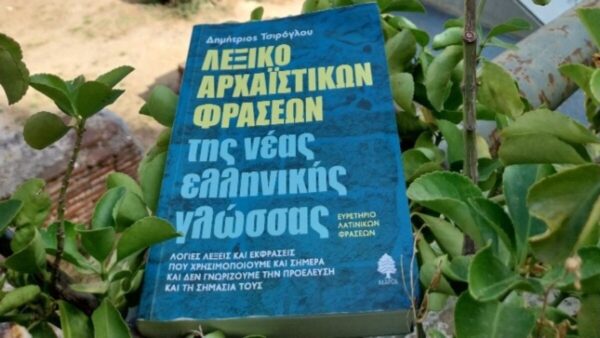 Δημήτριος Τσιρόγλου
ΛΕΞΙΚΟ
ΑΡΧΑΪΣΤΙΚΩΝ
ΦΡΑΣΕΩΝ
της νέας
ελληνικής
γλώσσας
ΕΥΡΕΤΗΡΙΟ
ΛΑΤΙΝΙΚΩΝ
ΦΡΑΣΕΩΝ
ΛΟΓΙΕΣ ΛΕΞΕΙΣ ΚΑΙ ΕΚΦΡΑΣΕΙΣ
ΠΟΥ ΧΡΗΣΙΜΟΠΟΙΟΥΜΕ ΚΑΙ ΣΗΜΕΡΑ
ΚΑΙ ΔΕΝ ΓΝΩΡΙΖΟΥΜΕ ΤΗΝ ΠΡΟΕΛΕΥΣΗ
ΚΑΙ ΤΗ ΣΗΜΑΣΙΑ ΤΟΥΣ